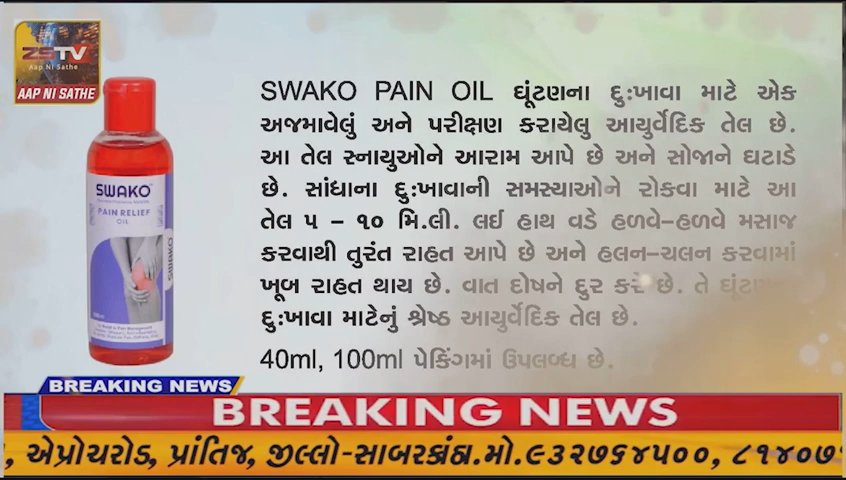 ZSTV
Aap Ni Sathe
AAP NI SATHE
SWAKO PAIN OIL ઘૂંટણના દુઃખાવા માટે એક
અજમાવેલું અને પરીક્ષણ કરાયેલુ આયુર્વેદિક તેલ છે.
આ તેલ સ્નાયુઓને આરામ આપે છે અને સોજાને ઘટાડે
છે. સાંધાના દુઃખાવાની સમસ્યાઓને રોકવા માટે આ
તેલ ૫ – ૧૦ મિ.લી. લઈ હાથ વડે હળવે-હળવે મસાજ
કરવાથી તુરંત રાહત આપે છે અને હલન-ચલન કરવામાં
ખૂબ રાહત થાય છે. વાત દોષને દુર કરે છે. તે ઘૂંટણ
દુઃખાવા માટેનું શ્રેષ્ઠ આયુર્વેદિક તેલ છે.
40ml, 100ml પેકિંગમાં ઉપલબ્ધ છે.
SWAKO
PAIN RELIEF
OIL
SWAKO
BREAKING NEWS
BREAKING NEWS
, એપ્રોચરોડ, પ્રાંતિજ, જીલ્લો-સાબરકાંઠા.મો.૯૩૨૭૬૪૫૦૦, ૮૧૪૦૭